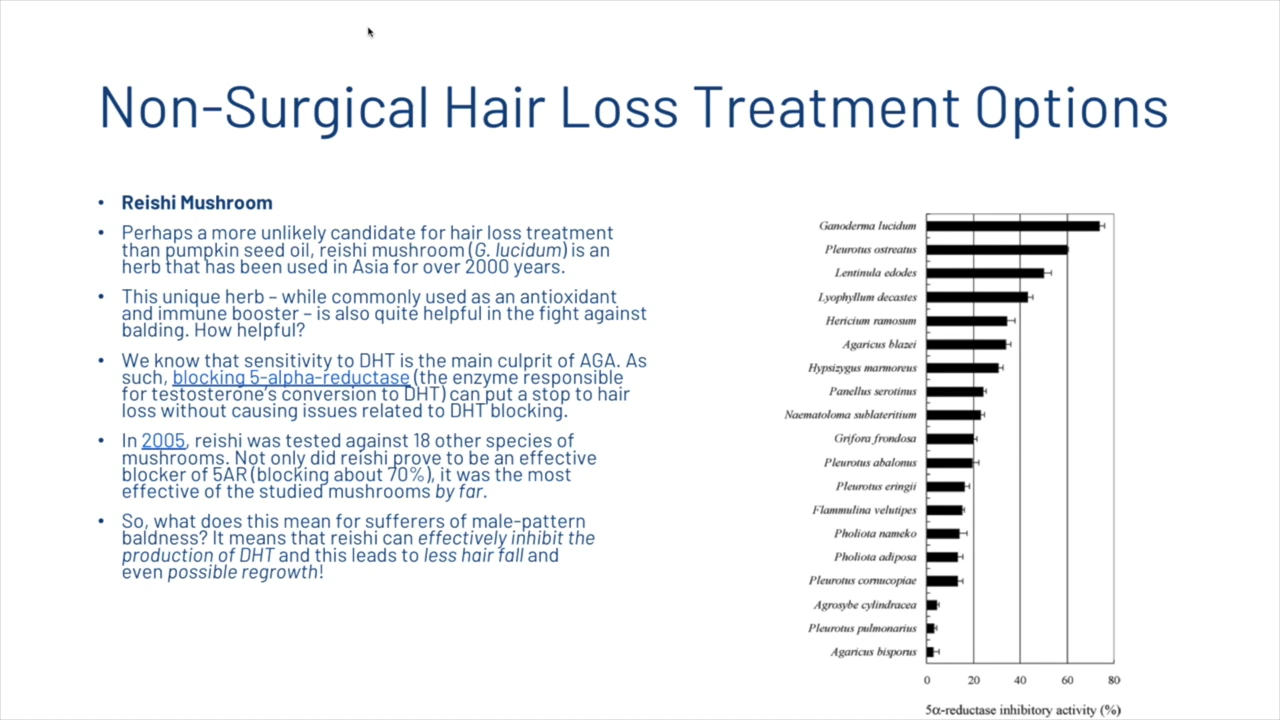 Non-Surgical Hair Loss Treatment Options
• Reishi Mushroom
• Perhaps a more unlikely candidate for hair loss treatment
than pumpkin seed oil, reishi mushroom (G. lucidum) is an
herb that has been used in Asia for over 2000 years.
• This unique herb – while commonly used as an antioxidant
and immune booster – is also quite helpful in the fight against
balding. How helpful?
• We know that sensitivity to DHT is the main culprit of AGA. As
such, blocking 5-alpha-reductase (the enzyme responsible
for testosterone's conversion to DHT) can put a stop to hair
loss without causing issues related to DHT blocking.
• In 2005, reishi was tested against 18 other species of
mushrooms. Not only did reishi prove to be an effective
blocker of 5AR (blocking about 70%), it was the most
effective of the studied mushrooms by far.
• So, what does this mean for sufferers of male-pattern
baldness? It means that reishi can effectively inhibit the
production of DHT and this leads to less hair fall and
even possible regrowth!
Ganoderma lucidum
Pleurotus ostreatus
Lentinula edodes
Lyophyllum decastes
Hericium ramosum
Agaricus blazei
Hypsizygus marmoreus
Panellus serotinus
Naematoloma sublateritium
Grifora frondosa
Pleurotus abalonus
Pleurotus eringii
Flammulina velutipes
Pholiota nameko
Pholiota adiposa
Pleurotus cornucopiae
Agrosybe cylindracea
Pleurotus pulmonarius
Agaricus bisporus
0 20 40 60 80
5α-reductase inhibitory activity (%)